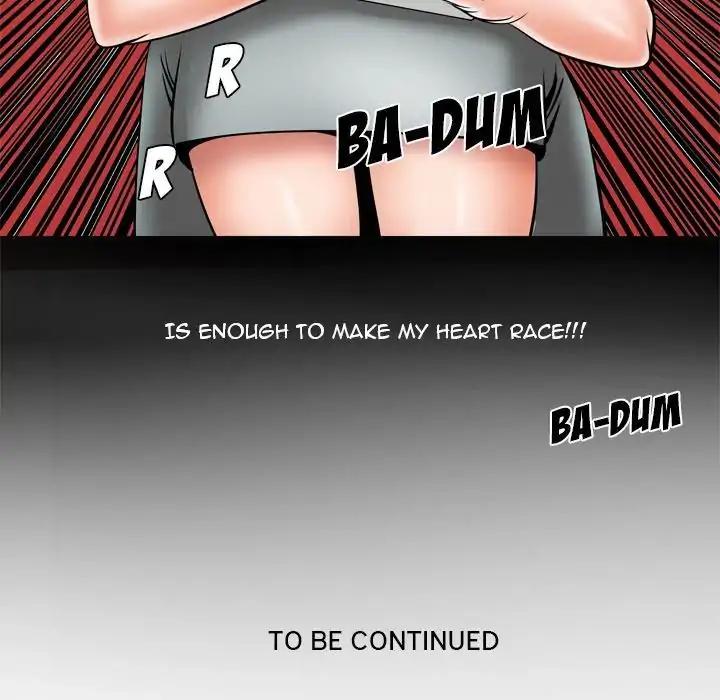 R
BA-DUM
R
IS ENOUGH TO MAKE MY HEART RACE!!!
BA-DUM
TO BE CONTINUED